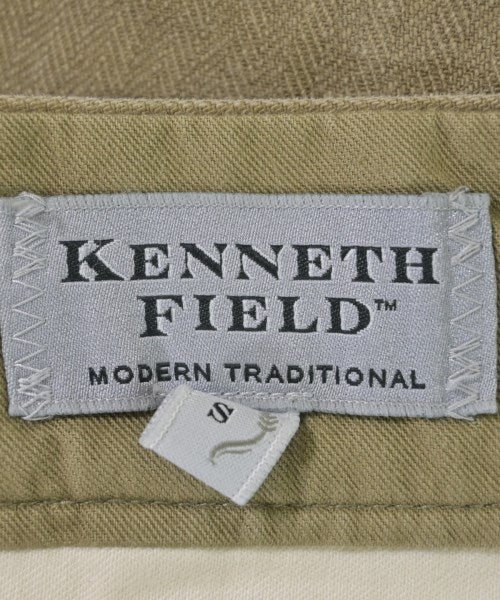 KENNETH
FIELD™
MODERN TRADITIONAL
S